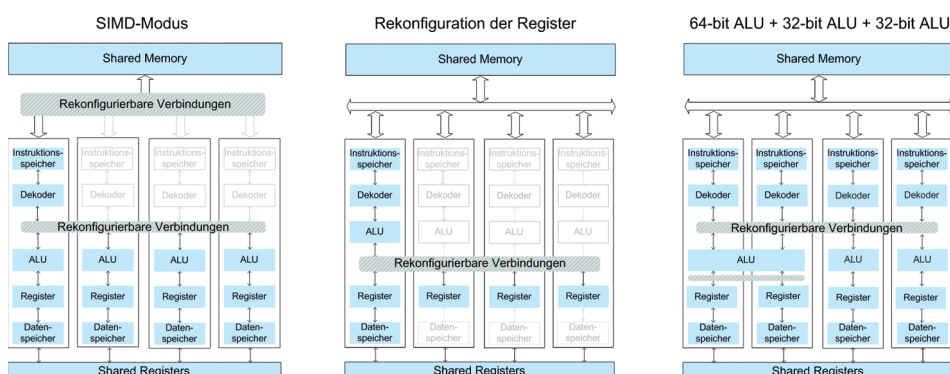 SIMD-Modus
Shared Memory
Rekonfigurierbare Verbindungen
Instruktions-
speicher
Instruktions-
speicher
Instruktions-
speicher
Instruktions-
speicher
Dekoder
Dekoder
Dekoder
Dekoder
Rekonfigurierbare Verbindungen
ALU
ALU
ALU
ALU
Register
Register
Register
Register
Daten-
speicher
Daten-
speicher
Daten-
speicher
Daten-
speicher
Shared Registers
Rekonfiguration der Register
Shared Memory
Instruktions-
speicher
Instruktions-
speicher
Instruktions-
speicher
Instruktions-
speicher
Dekoder
Dekoder
Dekoder
Dekoder
ALU
ALU
ALU
ALU
Rekonfigurierbare Verbindungen
Register
Register
Register
Register
Daten-
speicher
Daten-
speicher
Daten-
speicher
Daten-
speicher
Shared Registers
64-bit ALU + 32-bit ALU + 32-bit ALU
Shared Memory
Instruktions-
speicher
Instruktions-
speicher
Instruktions-
speicher
Instruktions-
speicher
Dekoder
Dekoder
Dekoder
Dekoder
Rekonfigurierbare Verbindungen
ALU
ALU
ALU
Register
Register
Register
Register
Daten-
speicher
Daten-
speicher
Daten-
speicher
Daten-
speicher
Shared Registers